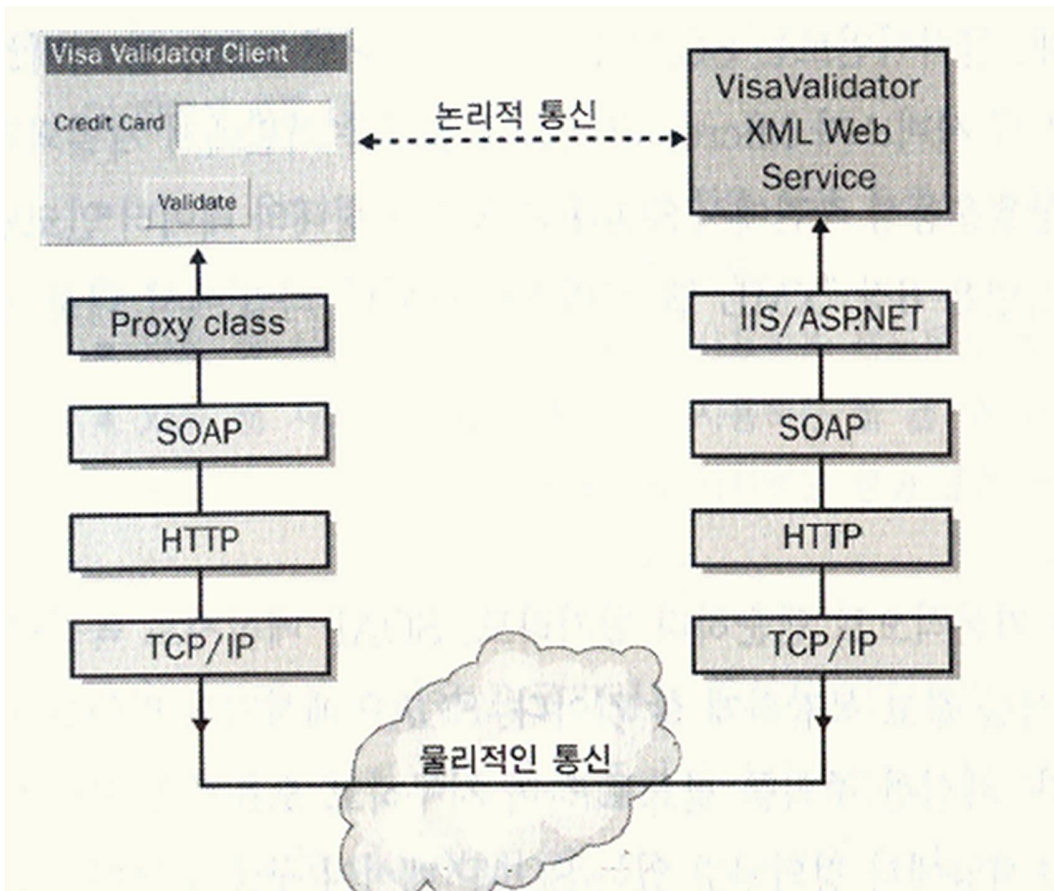 Visa Validator Client
Credit Card
Validate
논리적 통신
VisaValidator
XML Web
Service
Proxy class
SOAP
HTTP
TCP/IP
IIS/ASP.NET
SOAP
HTTP
TCP/IP
물리적인 통신